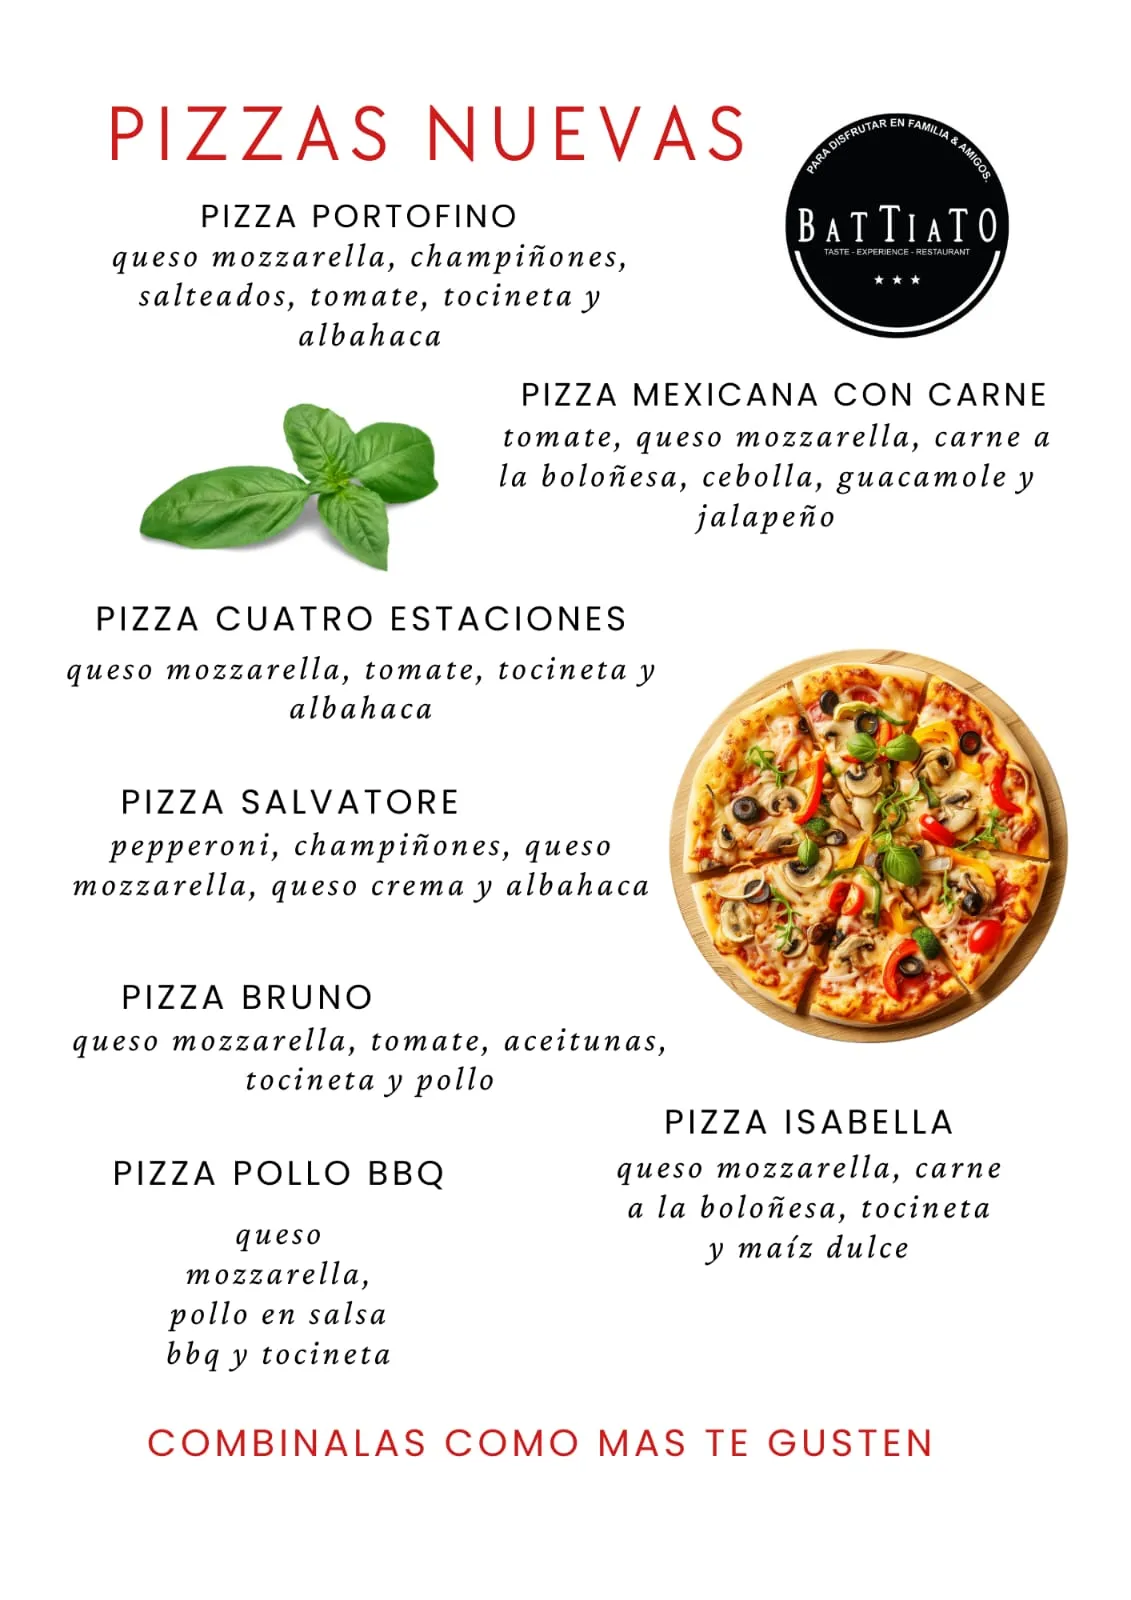 PIZZAS NUEVAS
PARA DISFRUTAR EN FAMILIA & AMIGOS.
BATTIATO
TASTE - EXPERIENCE - RESTAURANT
PIZZA PORTOFINO
queso mozzarella, champiñones,
salteados, tomate, tocineta y
albahaca
PIZZA MEXICANA CON CARNE
tomate, queso mozzarella, carne a
la boloñesa, cebolla, guacamole y
jalapeño
PIZZA CUATRO ESTACIONES
queso mozzarella, tomate, tocineta y
albahaca
PIZZA SALVATORE
pepperoni, champiñones, queso
mozzarella, queso crema y albahaca
PIZZA BRUNO
queso mozzarella, tomate, aceitunas,
tocineta y pollo
PIZZA ISABELLA
queso mozzarella, carne
a la boloñesa, tocineta
y maíz dulce
PIZZA POLLO BBQ
queso
mozzarella,
pollo en salsa
bbq y tocineta
COMBINALAS COMO MAS TE GUSTEN